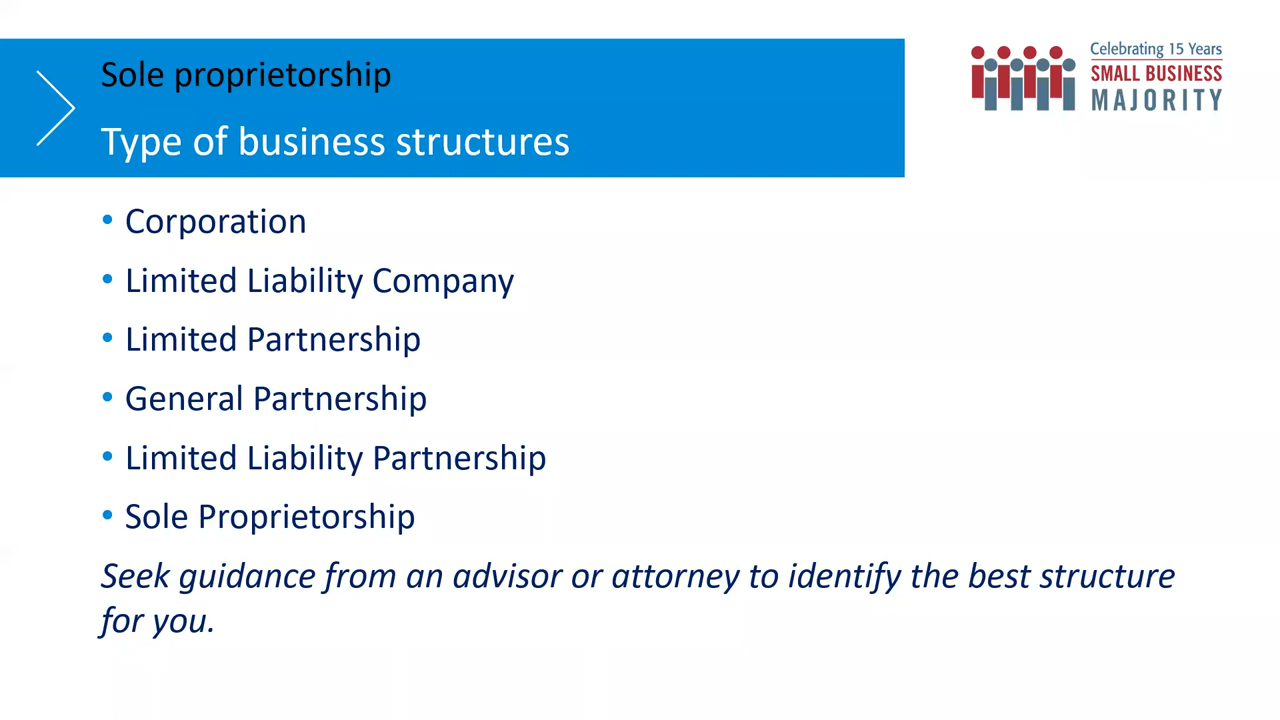 Sole proprietorship
Type of business structures
Celebrating 15 Years
SMALL BUSINESS
MAJORITY
• Corporation
• Limited Liability Company
• Limited Partnership
• General Partnership
• Limited Liability Partnership
• Sole Proprietorship
Seek guidance from an advisor or attorney to identify the best structure
for you.